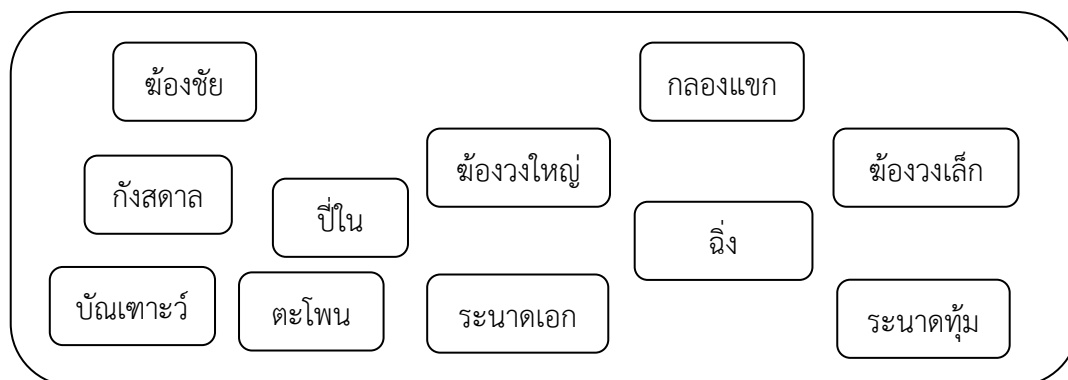 ฆ้องชัย
กลองแขก
ฆ้องวงใหญ่
ฆ้องวงเล็ก
กังสดาล
ปี่ใน
ฉิ่ง
บัณเฑาะว์
ตะโพน
ระนาดเอก
ระนาดทุ้ม